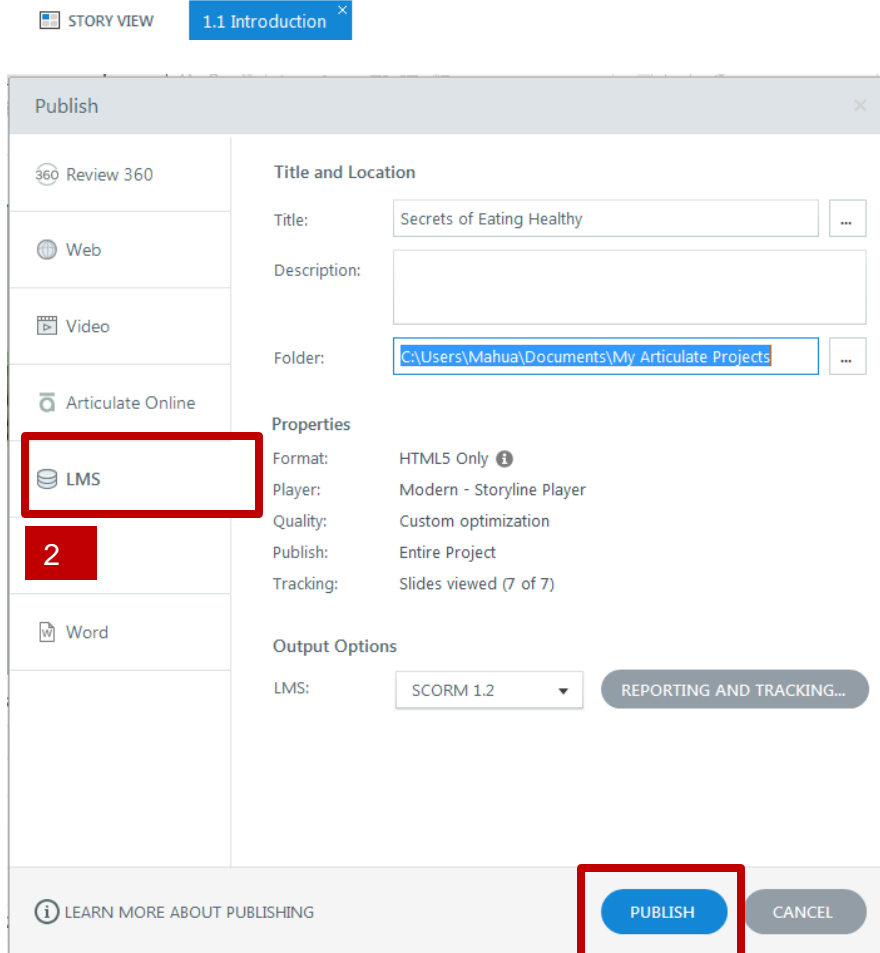 STORY VIEW
1.1 Introduction
Publish
360 Review 360
Web
Video
Articulate Online
LMS
2
Word
Title and Location
Title: Secrets of Eating Healthy ...
Description:
Folder: C:\Users\Mahua\Documents\My Articulate Projects ...
Properties
Format: HTML5 Only
Player: Modern - Storyline Player
Quality: Custom optimization
Publish: Entire Project
Tracking: Slides viewed (7 of 7)
Output Options
LMS: SCORM 1.2 REPORTING AND TRACKING...
LEARN MORE ABOUT PUBLISHING
PUBLISH CANCEL